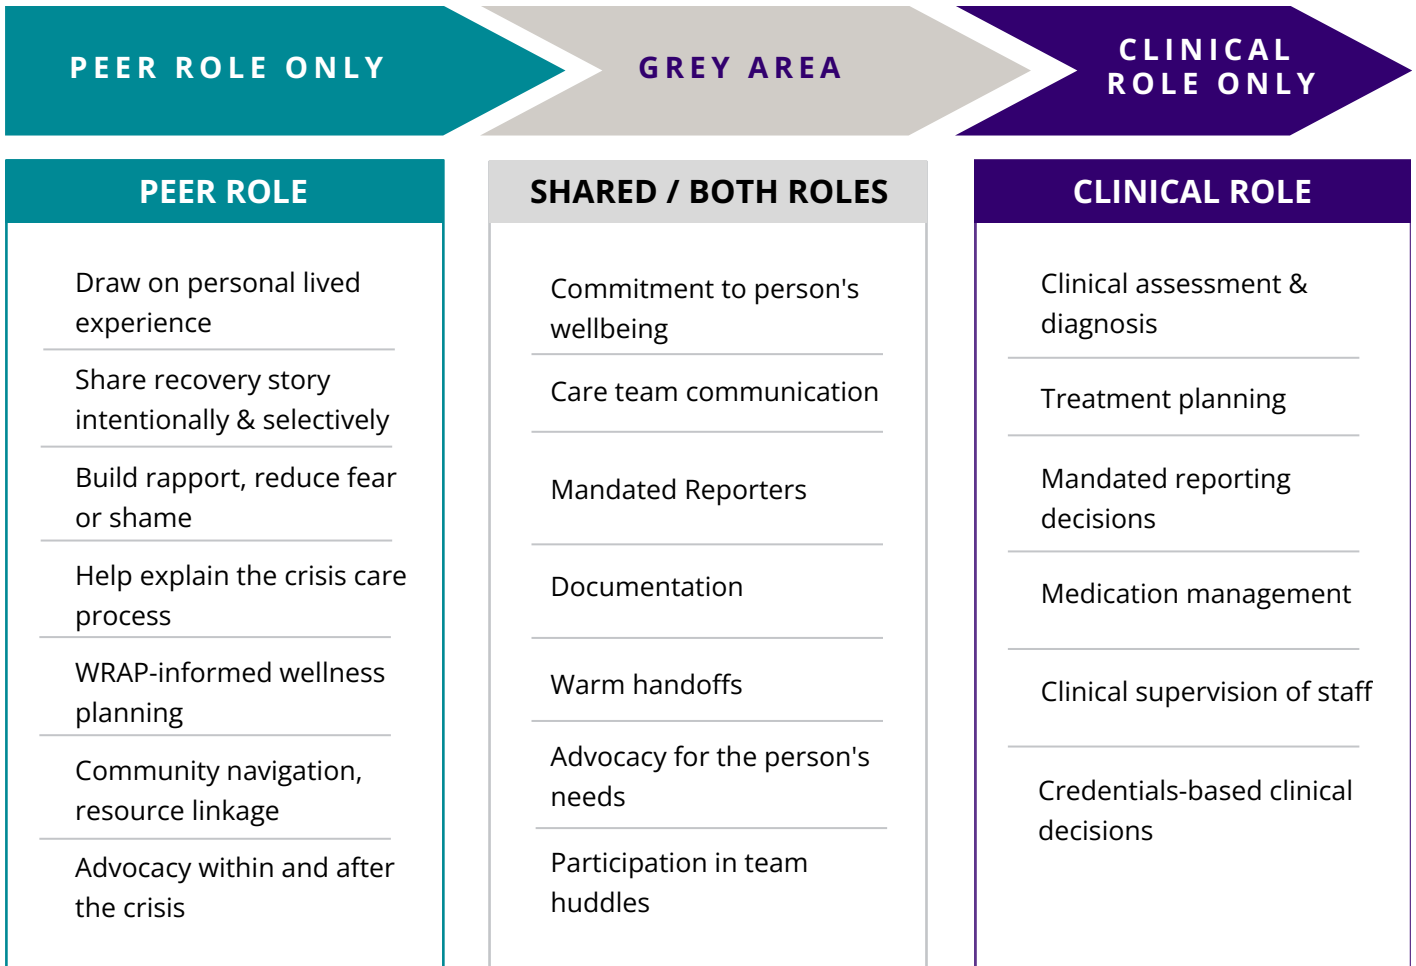 PEER ROLE ONLY
GREY AREA
CLINICAL
ROLE ONLY
PEER ROLE
Draw on personal lived
experience
Share recovery story
intentionally & selectively
Build rapport, reduce fear
or shame
Help explain the crisis care
process
WRAP-informed wellness
planning
Community navigation,
resource linkage
Advocacy within and after
the crisis
SHARED / BOTH ROLES
Commitment to person's
wellbeing
Care team communication
Mandated Reporters
Documentation
Warm handoffs
Advocacy for the person's
needs
Participation in team
huddles
CLINICAL ROLE
Clinical assessment &
diagnosis
Treatment planning
Mandated reporting
decisions
Medication management
Clinical supervision of staff
Credentials-based clinical
decisions